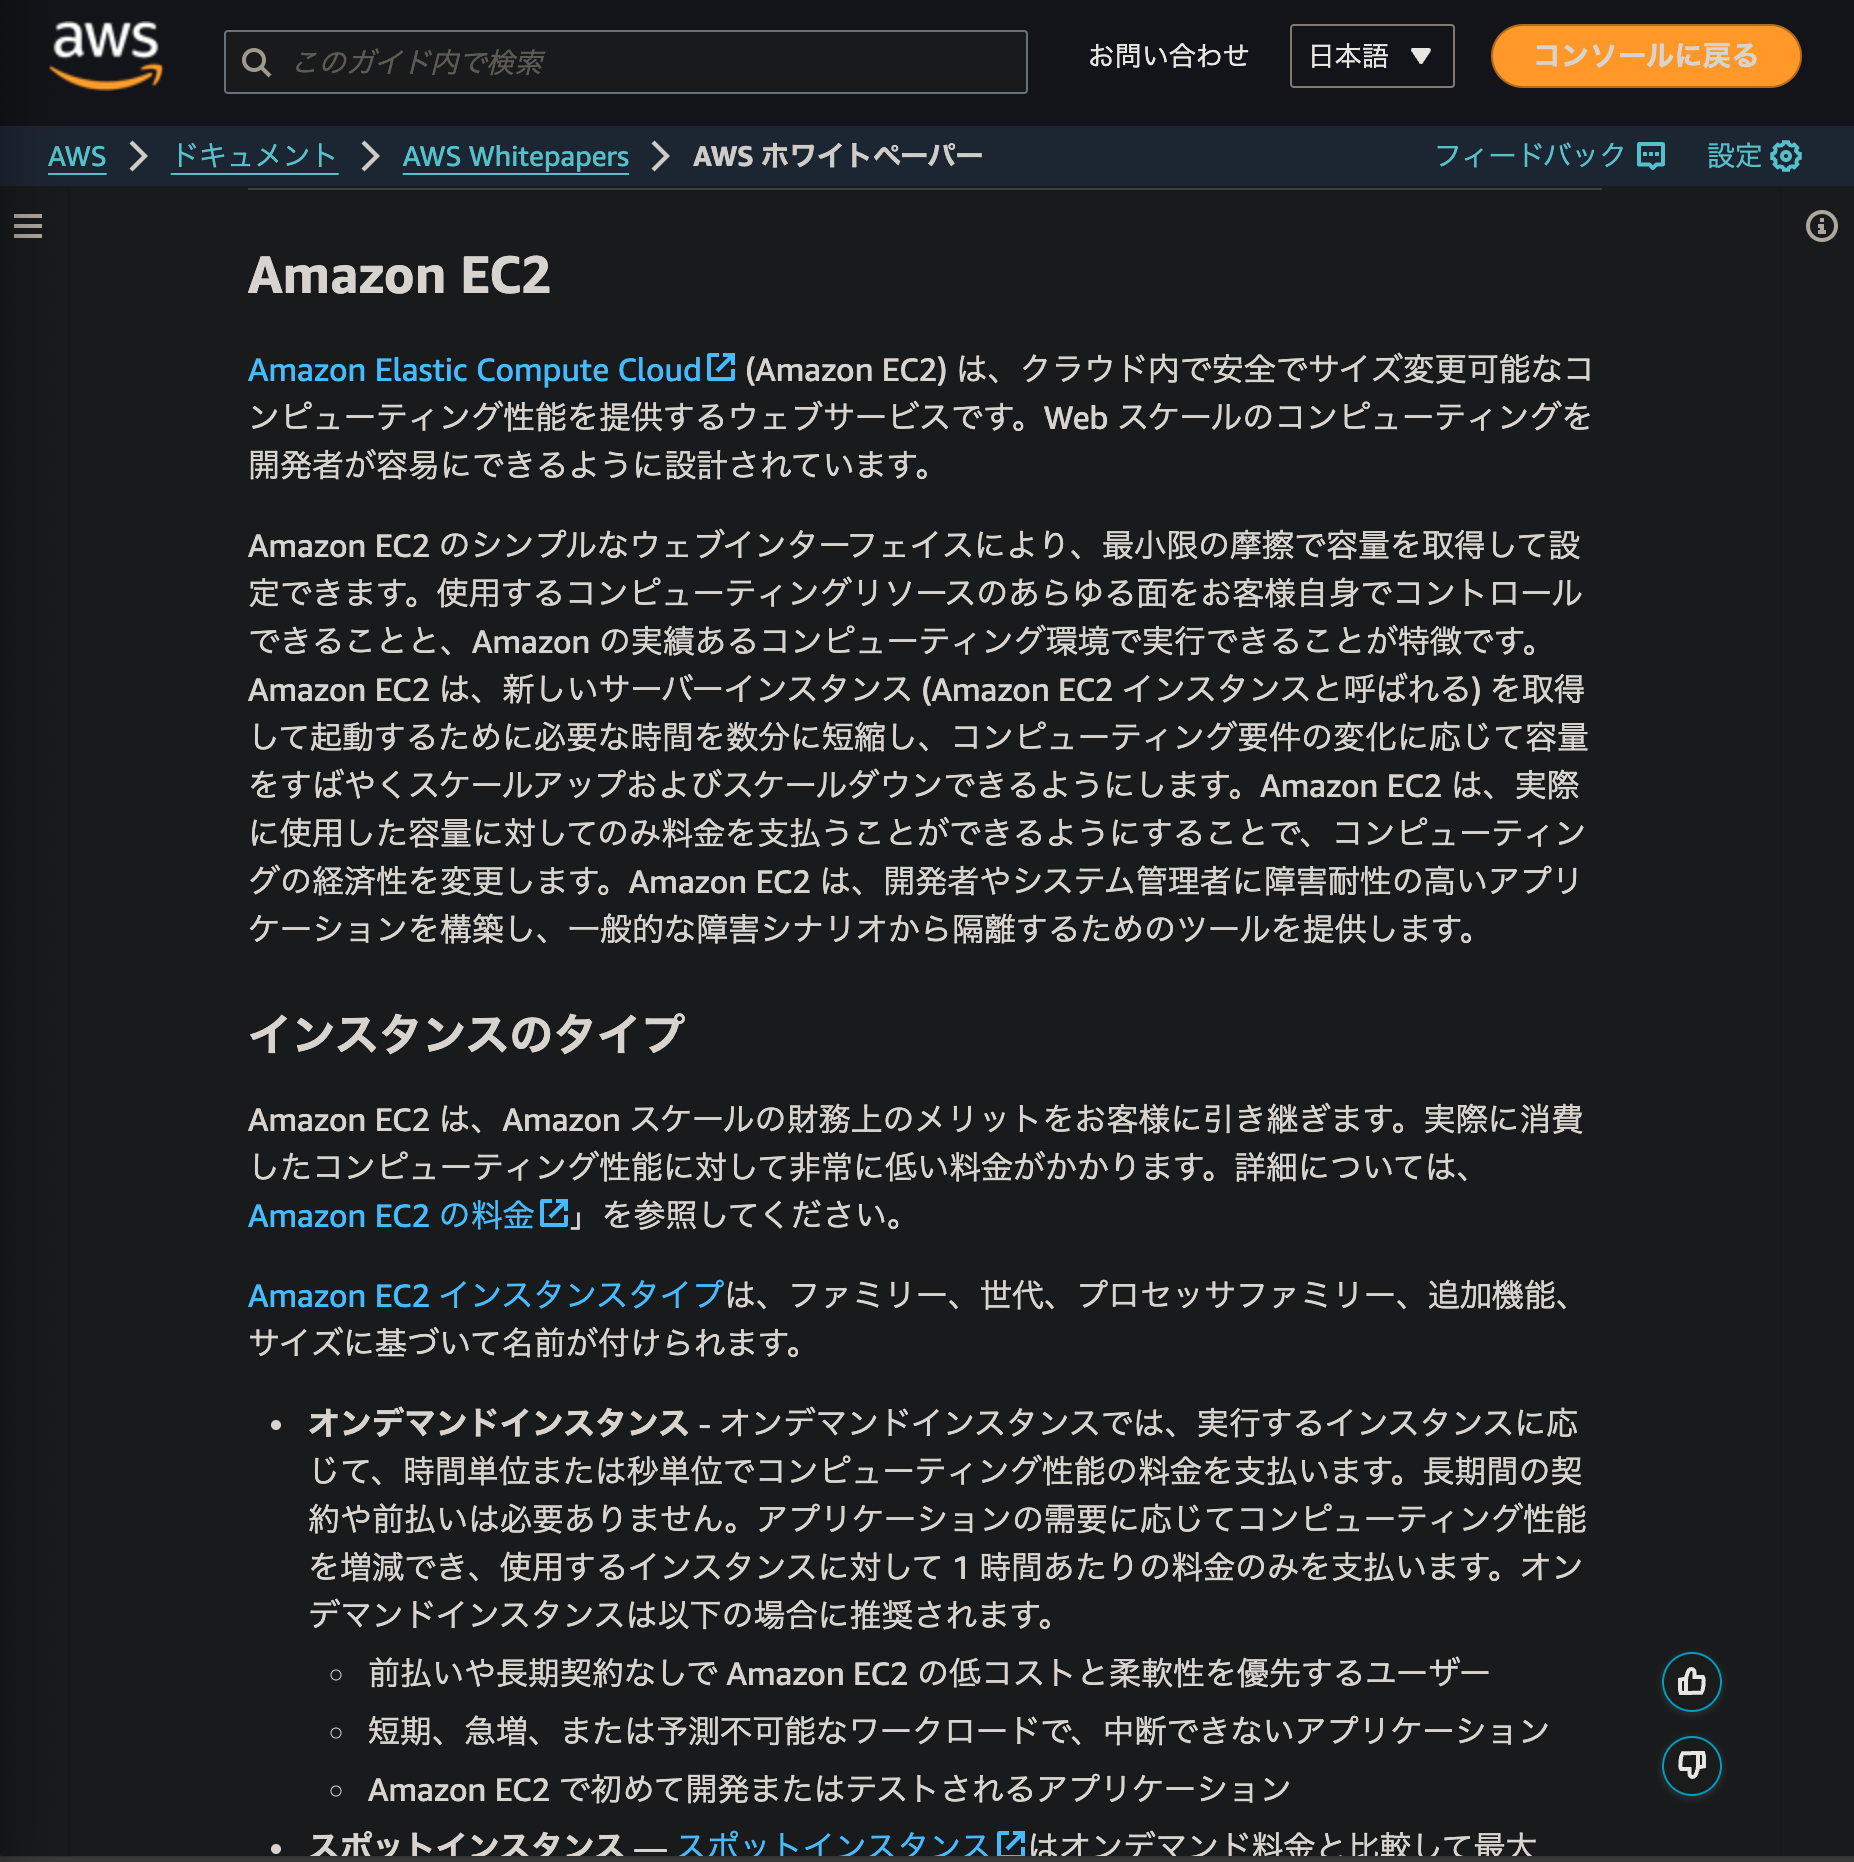 aws
このガイド内で検索
お問い合わせ
日本語
コンソールに戻る
AWS
ドキュメント
AWS Whitepapers
AWS ホワイトペーパー
フィードバック
設定
Amazon EC2
Amazon Elastic Compute Cloud (Amazon EC2) は、クラウド内で安全でサイズ変更可能なコ
ンピューティング性能を提供するウェブサービスです。Web スケールのコンピューティングを
開発者が容易にできるように設計されています。
Amazon EC2 のシンプルなウェブインターフェイスにより、最小限の摩擦で容量を取得して設
定できます。使用するコンピューティングリソースのあらゆる面をお客様自身でコントロール
できることと、Amazon の実績あるコンピューティング環境で実行できることが特徴です。
Amazon EC2 は、新しいサーバーインスタンス (Amazon EC2 インスタンスと呼ばれる) を取得
して起動するために必要な時間を数分に短縮し、コンピューティング要件の変化に応じて容量
をすばやくスケールアップおよびスケールダウンできるようにします。Amazon EC2 は、実際
に使用した容量に対してのみ料金を支払うことができるようにすることで、コンピューティン
グの経済性を変更します。Amazon EC2 は、開発者やシステム管理者に障害耐性の高いアプリ
ケーションを構築し、一般的な障害シナリオから隔離するためのツールを提供します。
インスタンスのタイプ
Amazon EC2 は、Amazon スケールの財務上のメリットをお客様に引き継ぎます。実際に消費
したコンピューティング性能に対して非常に低い料金がかかります。詳細については、
Amazon EC2 の料金」を参照してください。
Amazon EC2 インスタンスタイプは、ファミリー、世代、プロセッサファミリー、追加機能、
サイズに基づいて名前が付けられます。
• オンデマンドインスタンス - オンデマンドインスタンスでは、実行するインスタンスに応
じて、時間単位または秒単位でコンピューティング性能の料金を支払います。長期間の契
約や前払いは必要ありません。アプリケーションの需要に応じてコンピューティング性能
を増減でき、使用するインスタンスに対して 1 時間あたりの料金のみを支払います。オン
デマンドインスタンスは以下の場合に推奨されます。
◦ 前払いや長期契約なしで Amazon EC2 の低コストと柔軟性を優先するユーザー
◦ 短期、急増、または予測不可能なワークロードで、中断できないアプリケーション
◦ Amazon EC2 で初めて開発またはテストされるアプリケーション
• スポットインスタンス — スポットインスタンスはオンデマンド料金と比較して最大